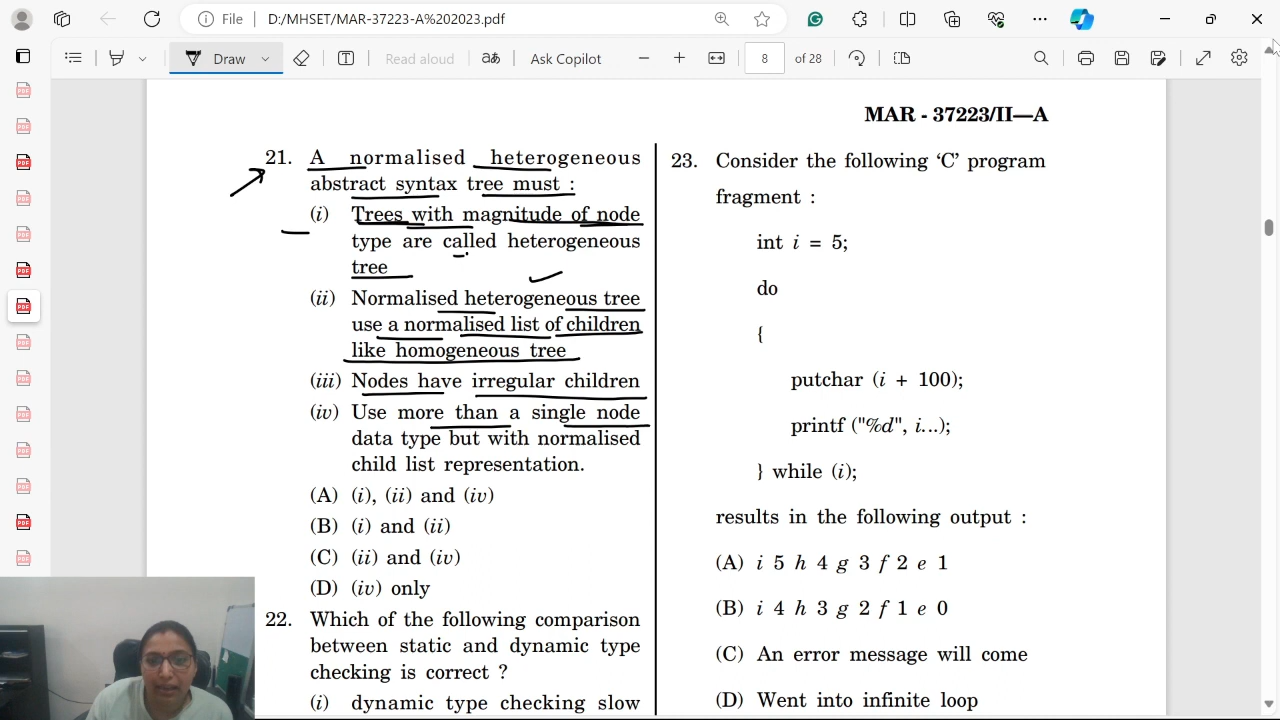 File
D:/MHSET/MAR-37223-A%202023.pdf
Draw
Read aloud
aあ
Ask Copilot
8
of 28
MAR - 37223/II—A
21. A normalised heterogeneous
abstract syntax tree must :
(i) Trees with magnitude of node
type are called heterogeneous
tree
(ii) Normalised heterogeneous tree
use a normalised list of children
like homogeneous tree
(iii) Nodes have irregular children
(iv) Use more than a single node
data type but with normalised
child list representation.
(A) (i), (ii) and (iv)
(B) (i) and (ii)
(C) (ii) and (iv)
(D) (iv) only
22. Which of the following comparison
between static and dynamic type
checking is correct ?
(i) dynamic type checking slow
23. Consider the following ‘C’ program
fragment :
int i = 5;
do
{
putchar (i + 100);
printf ("%d", i...);
} while (i);
results in the following output :
(A) i 5 h 4 g 3 f 2 e 1
(B) i 4 h 3 g 2 f 1 e 0
(C) An error message will come
(D) Went into infinite loop